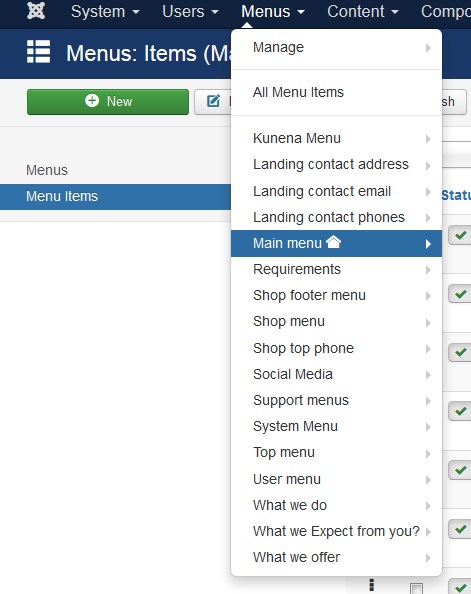 System Users Menus Content
Menus: Items (Ma
New
Manage
All Menu Items
Kunena Menu
Menus
Landing contact address
Menu Items
Landing contact email
Landing contact phones
Main menu
Requirements
Shop footer menu
Shop menu
Shop top phone
Social Media
Support menus
System Menu
Top menu
User menu
What we do
What we Expect from you?
What we offer